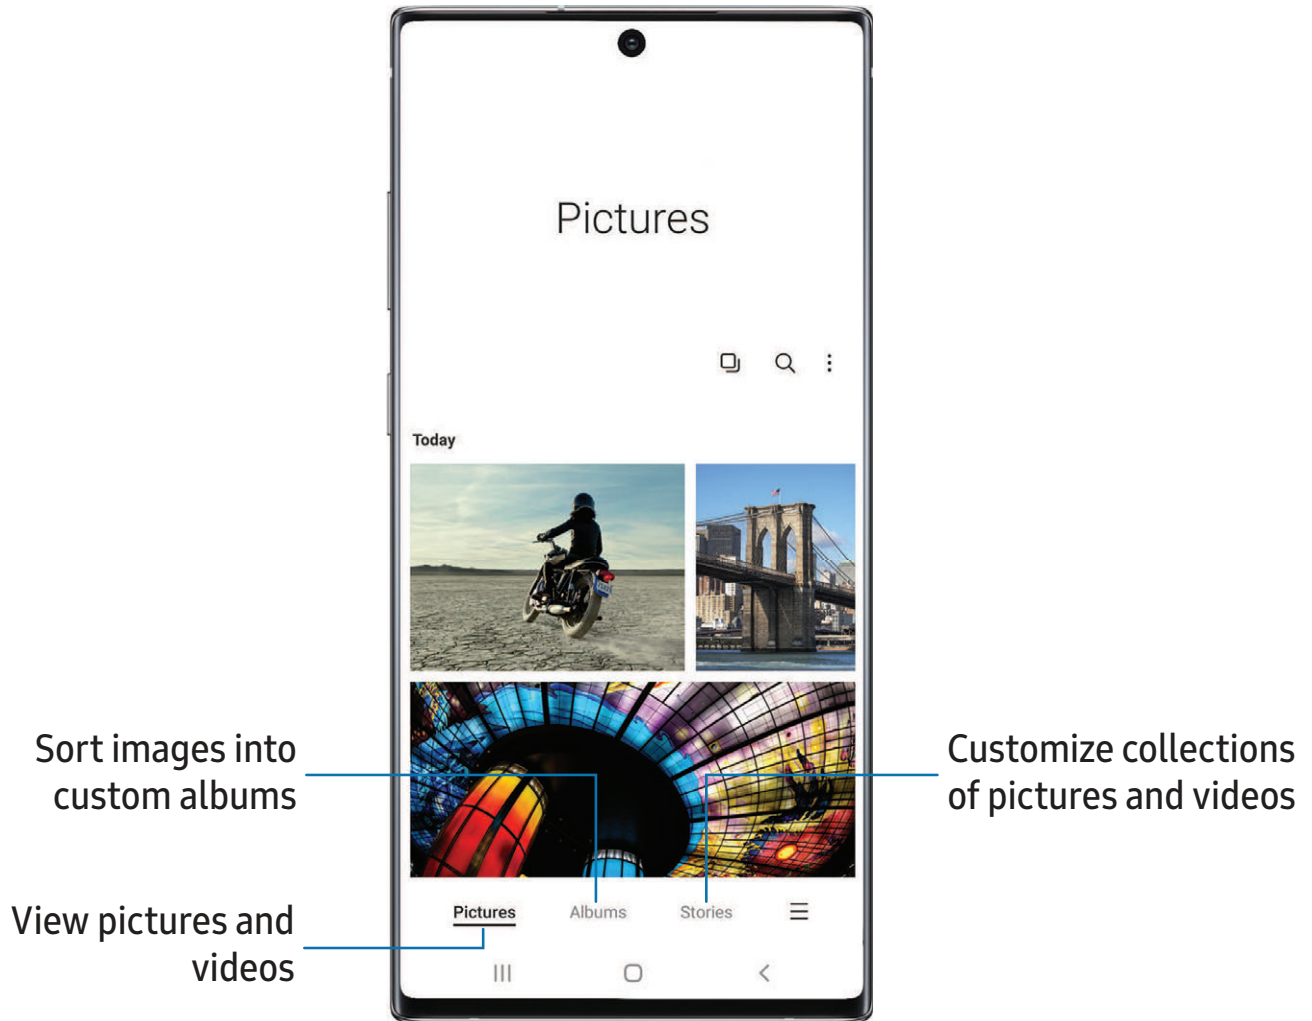 Pictures
Today
Sort images into
custom albums
Customize collections
of pictures and videos
View pictures and
videos
Pictures
Albums
Stories